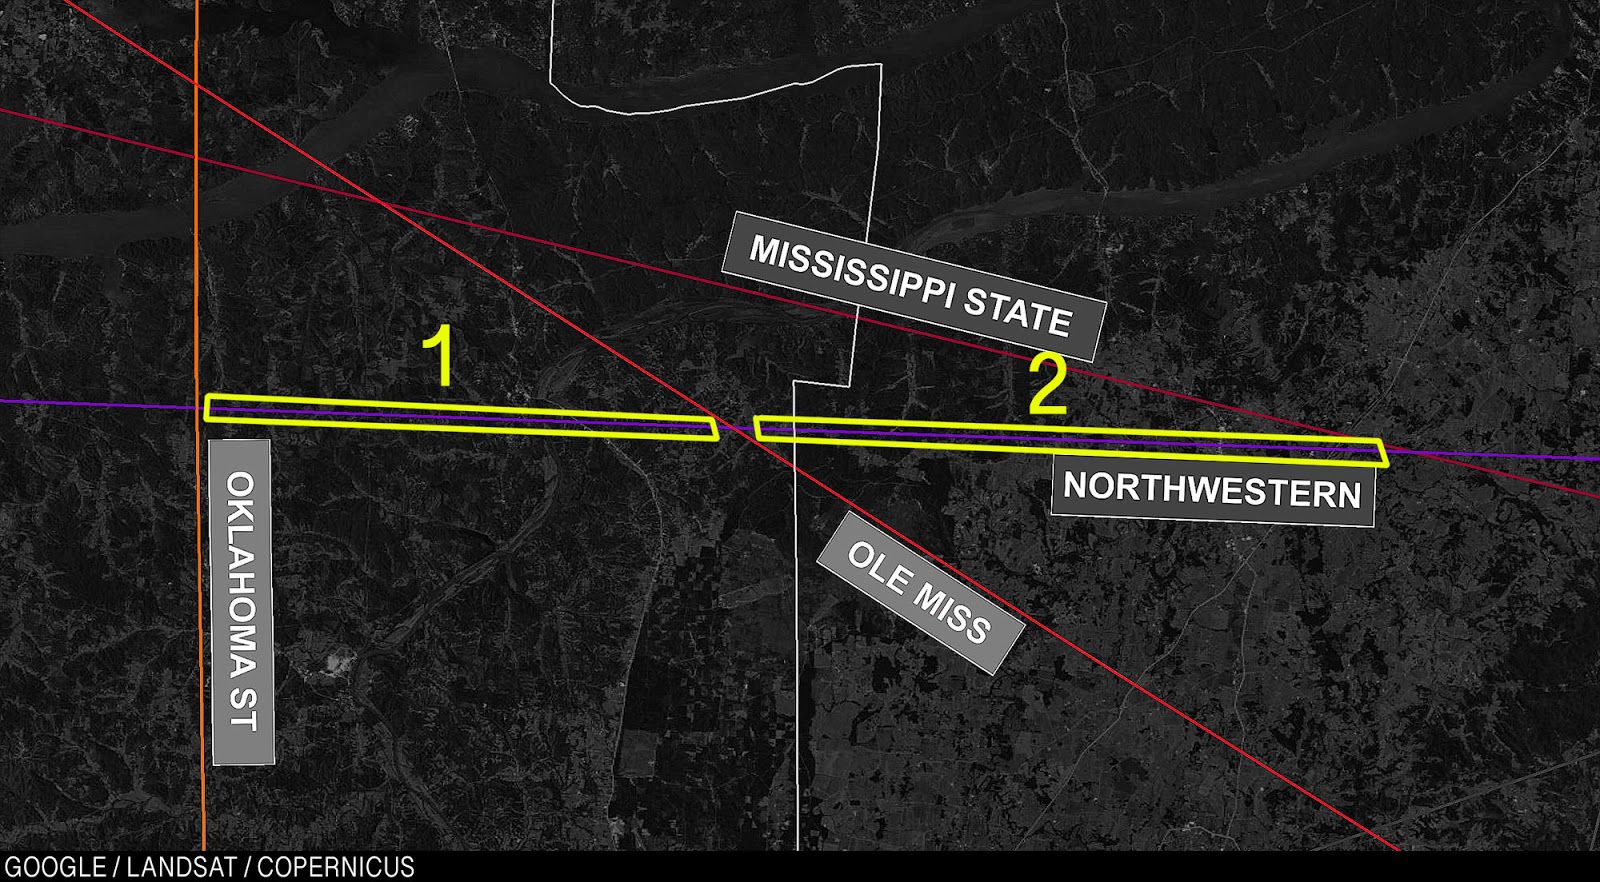 MISSISSIPPI STATE
1
2
OKLAHOMA ST
NORTHWESTERN
OLE MISS
GOOGLE / LANDSAT / COPERNICUS